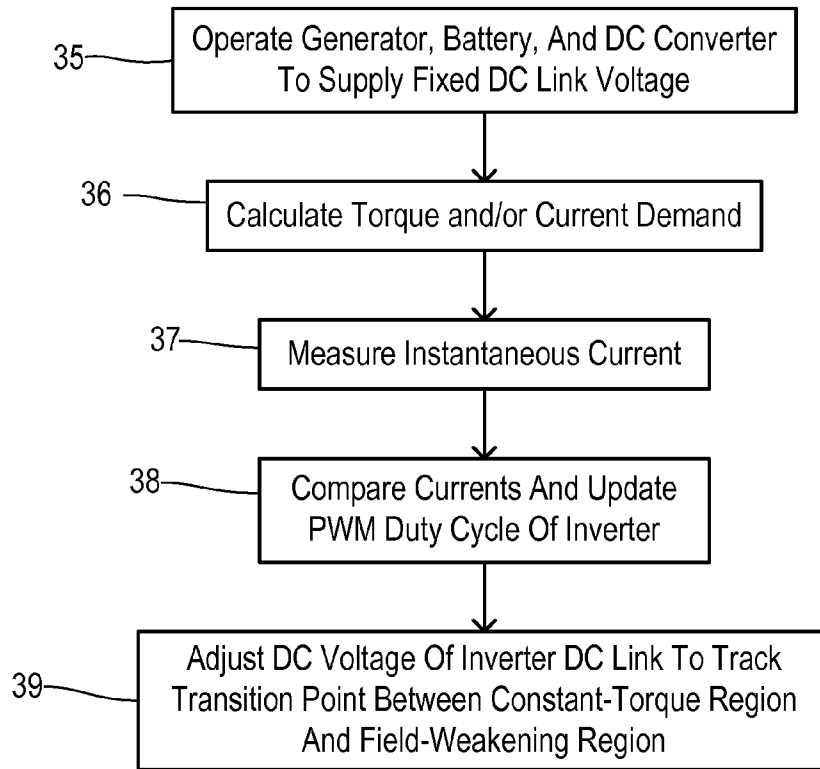 35
Operate Generator, Battery, And DC Converter
To Supply Fixed DC Link Voltage
36
Calculate Torque and/or Current Demand
37
Measure Instantaneous Current
38
Compare Currents And Update
PWM Duty Cycle Of Inverter
39
Adjust DC Voltage Of Inverter DC Link To Track
Transition Point Between Constant-Torque Region
And Field-Weakening Region